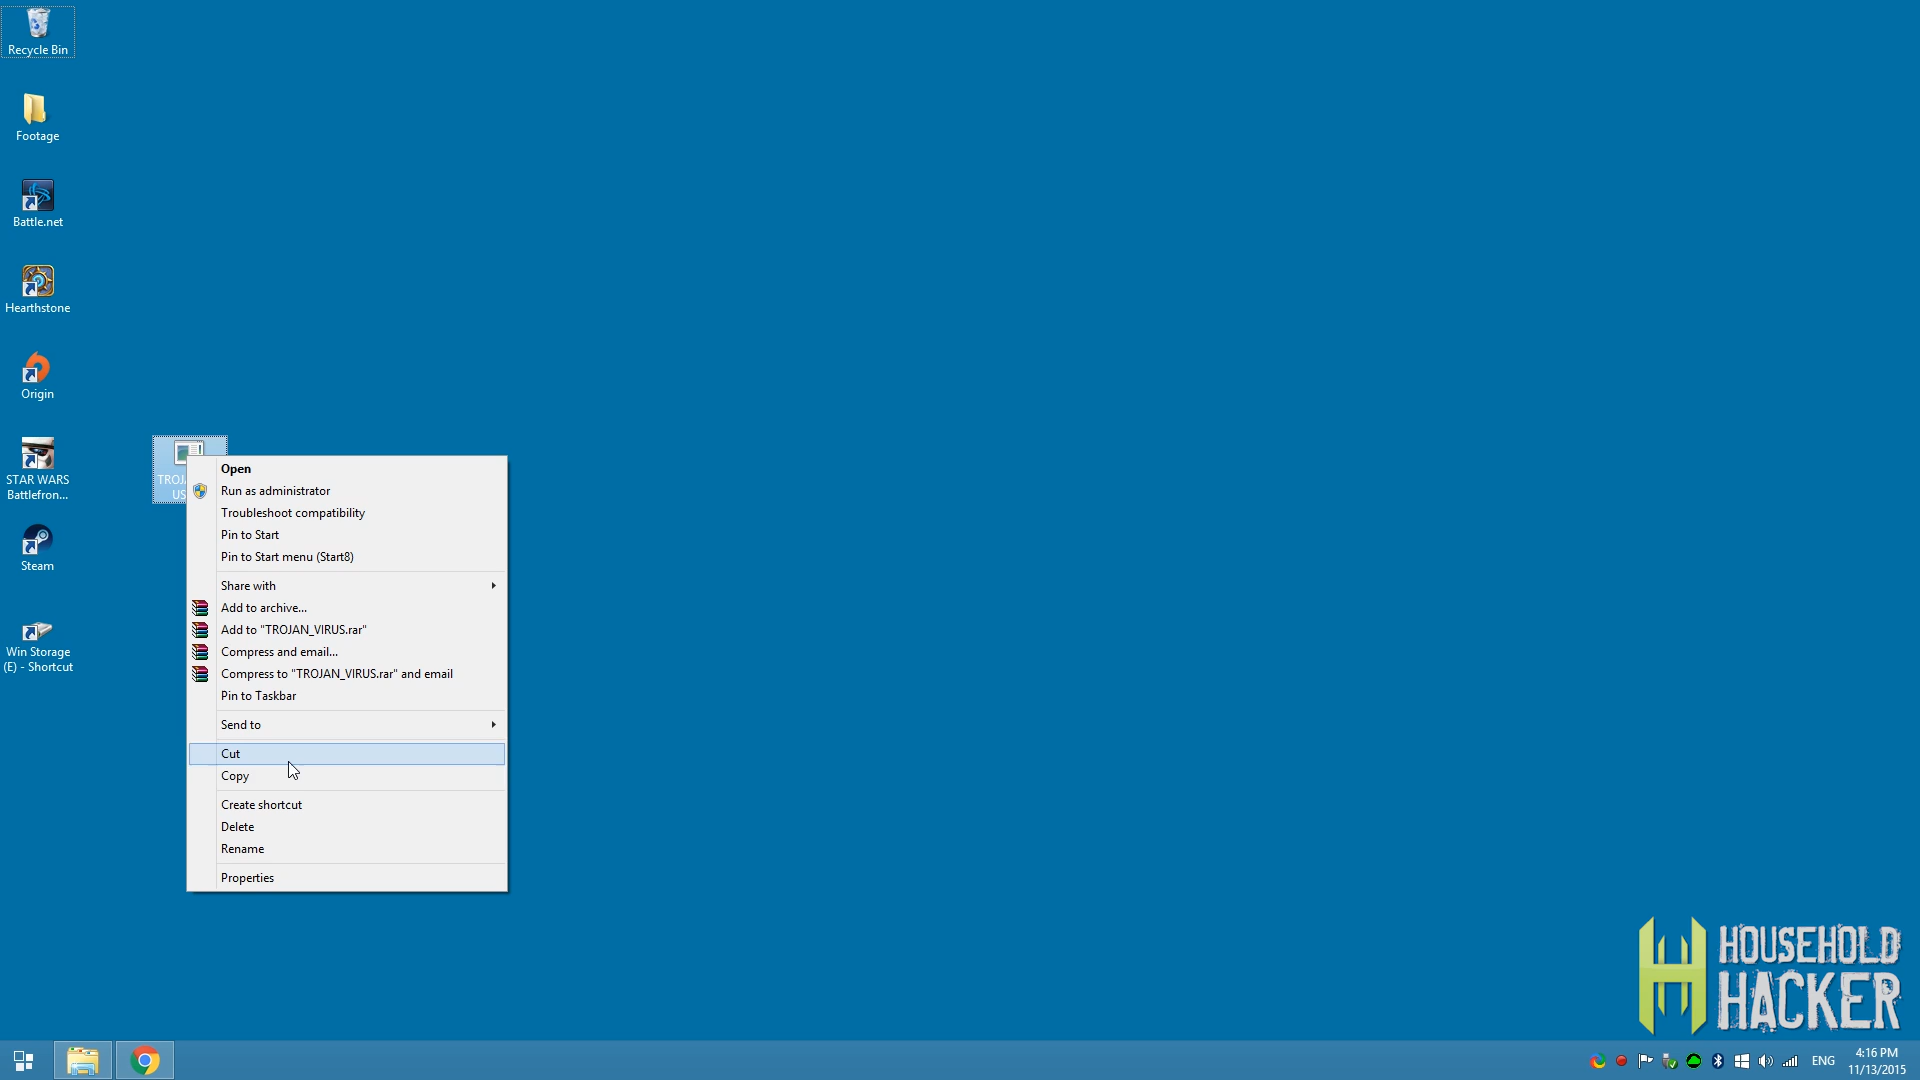 Recycle Bin
Footage
Battle.net
Hearthstone
Origin
STAR WARS
Battlefron...
Steam
Win Storage
(E) - Shortcut
Open
Run as administrator
Troubleshoot compatibility
Pin to Start
Pin to Start menu (Start8)
Share with
Add to archive...
Add to "TROJAN_VIRUS.rar"
Compress and email...
Compress to "TROJAN_VIRUS.rar" and email
Pin to Taskbar
Send to
Cut
Copy
Create shortcut
Delete
Rename
Properties
HOUSEHOLD
HACKER
ENG
4:16 PM
11/13/2015